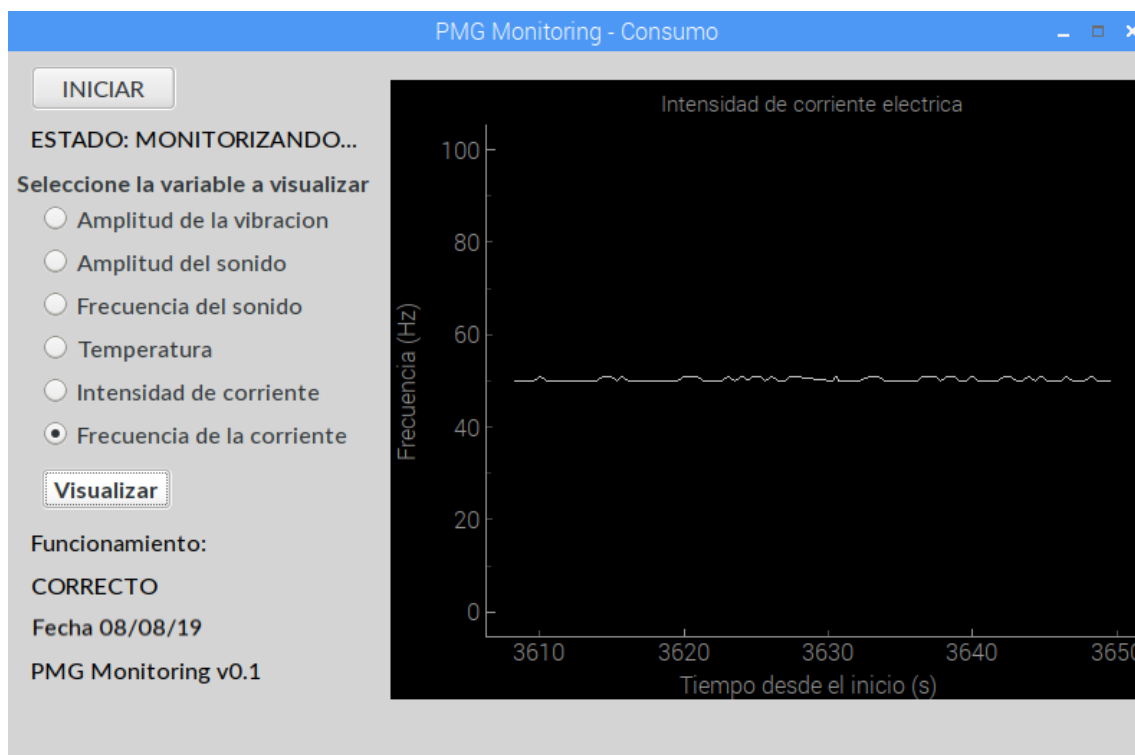 PMG Monitoring - Consumo
INICIAR
ESTADO: MONITORIZANDO...
Seleccione la variable a visualizar
Amplitud de la vibracion
Amplitud del sonido
Frecuencia del sonido
Temperatura
Intensidad de corriente
Frecuencia de la corriente
Visualizar
Funcionamiento:
CORRECTO
Fecha 08/08/19
PMG Monitoring v0.1
Intensidad de corriente electrica
Frecuencia (Hz)
100
80
60
40
20
0
3610 3620 3630 3640 3650
Tiempo desde el inicio (s)